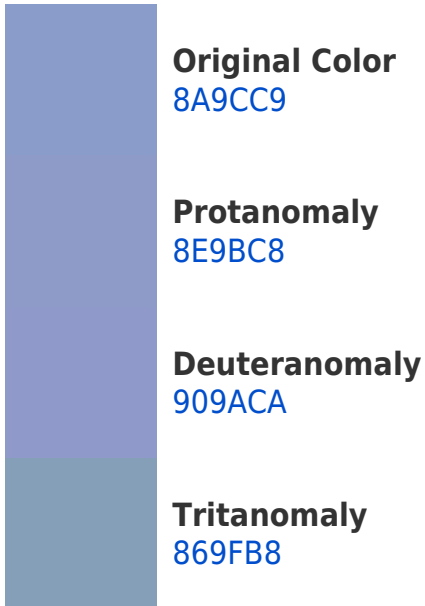 Original Color
8A9CC9
Protanomaly
8E9BC8
Deuteranomaly
909ACA
Tritanomaly
869FB8